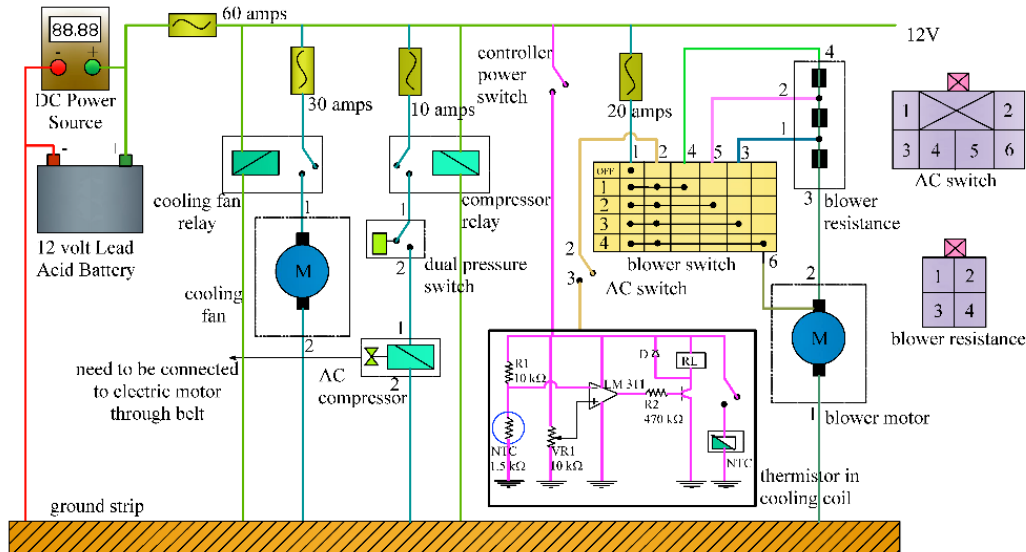 60 amps
12V
88.88
- +
DC Power
Source
30 amps
10 amps
controller
power
switch
20 amps
4
2
1
3
blower
resistance
1 2
3 4 5 6
AC switch
- +
12 volt Lead
Acid Battery
cooling fan
relay
compressor
relay
1
M
2
cooling
fan
1
2
dual pressure
switch
1 2 4 5 3
OFF
1
2
3
4
6
blower switch
2
3
AC switch
1 2
3 4
blower resistance
2
M
1
blower motor
need to be connected
to electric motor
through belt
1
2
AC
compressor
R1
10 kΩ
NTC
1.5 kΩ
VR1
10 kΩ
LM 311
- +
R2
470 kΩ
D
RL
NTC
thermistor in
cooling coil
ground strip